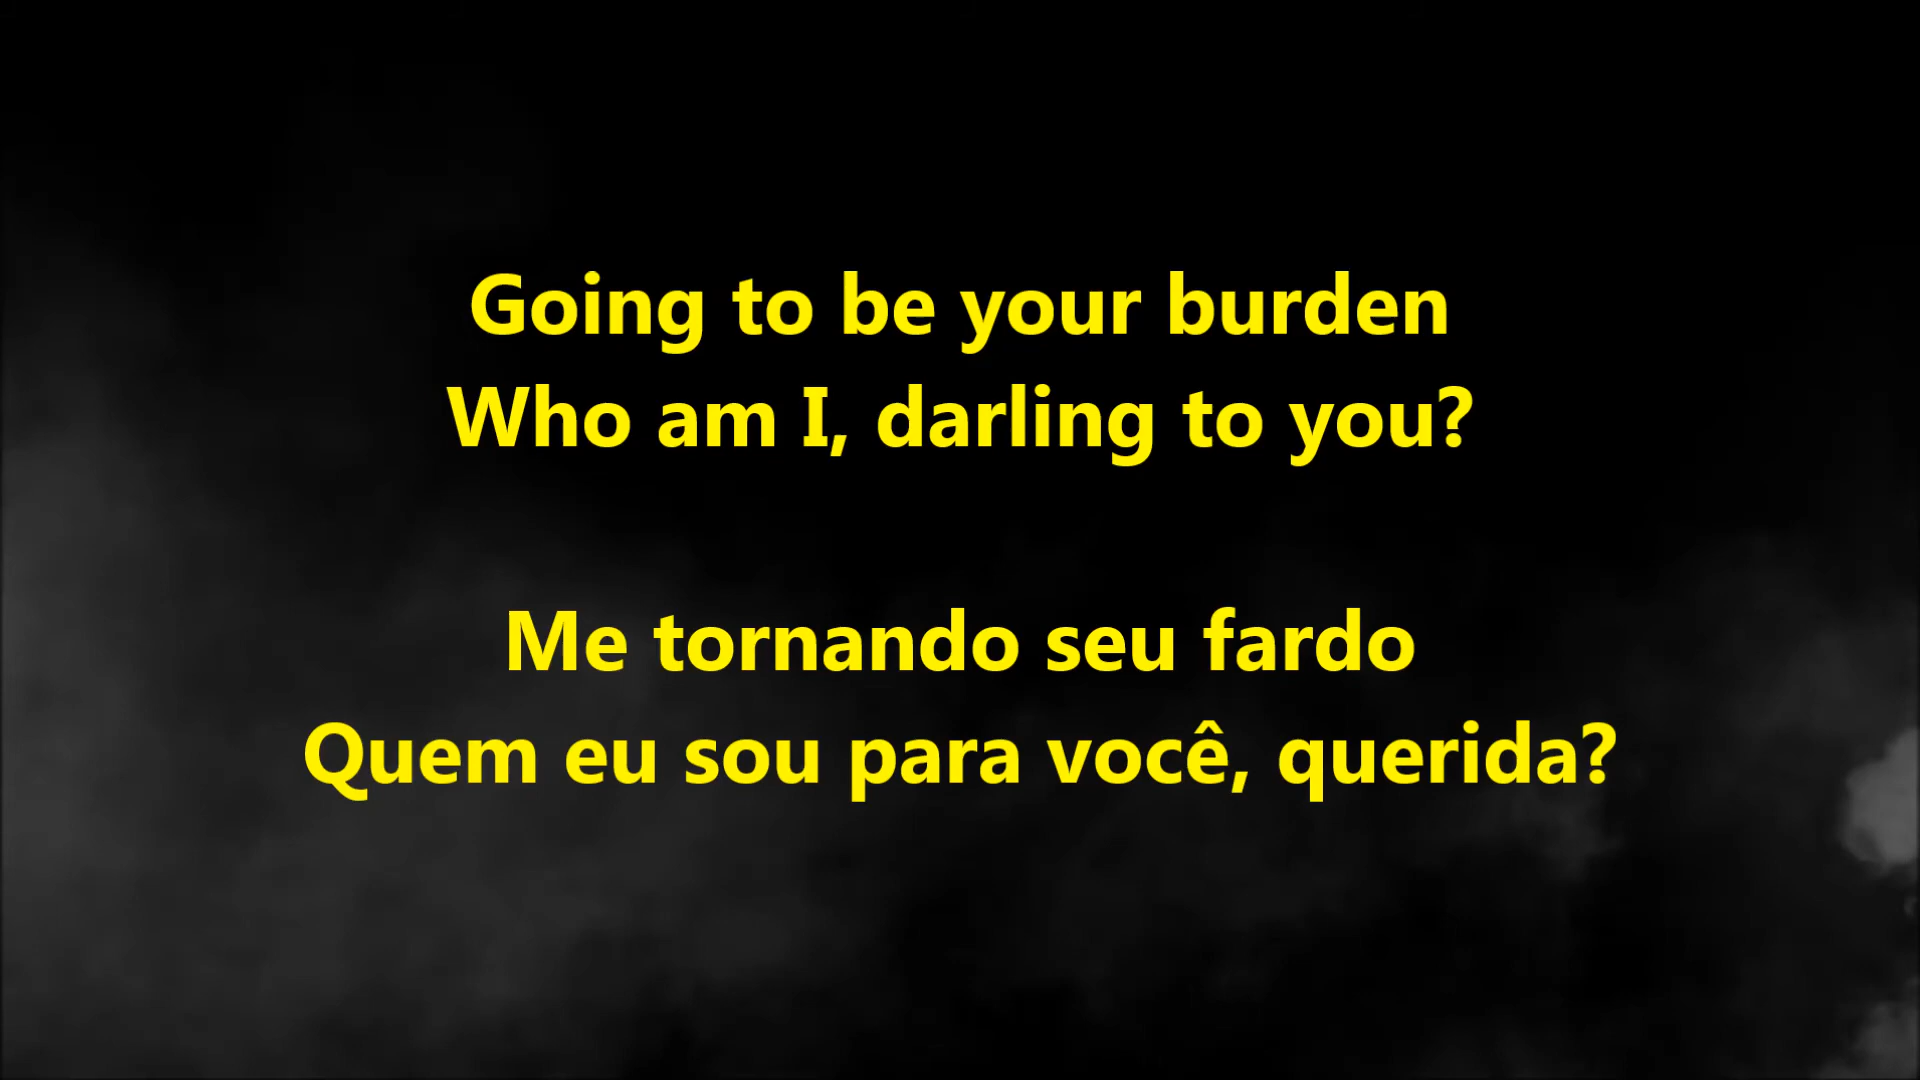 Going to be your burden
Who am I, darling to you?
Me tornando seu fardo
Quem eu sou para você, querida?